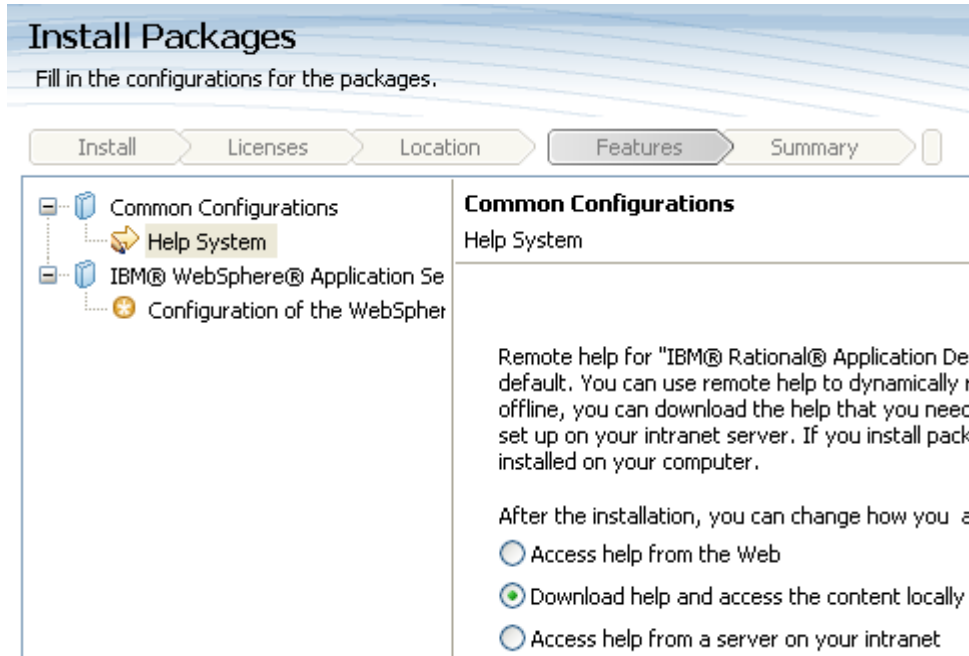 Install Packages
Fill in the configurations for the packages.
Install Licenses Location Features Summary
Common Configurations
Help System
IBM® WebSphere® Application Se
Configuration of the WebSpher
Common Configurations
Help System
Remote help for "IBM® Rational® Application De
default. You can use remote help to dynamically
offline, you can download the help that you need
set up on your intranet server. If you install pack
installed on your computer.
After the installation, you can change how you a
Access help from the Web
Download help and access the content locally
Access help from a server on your intranet